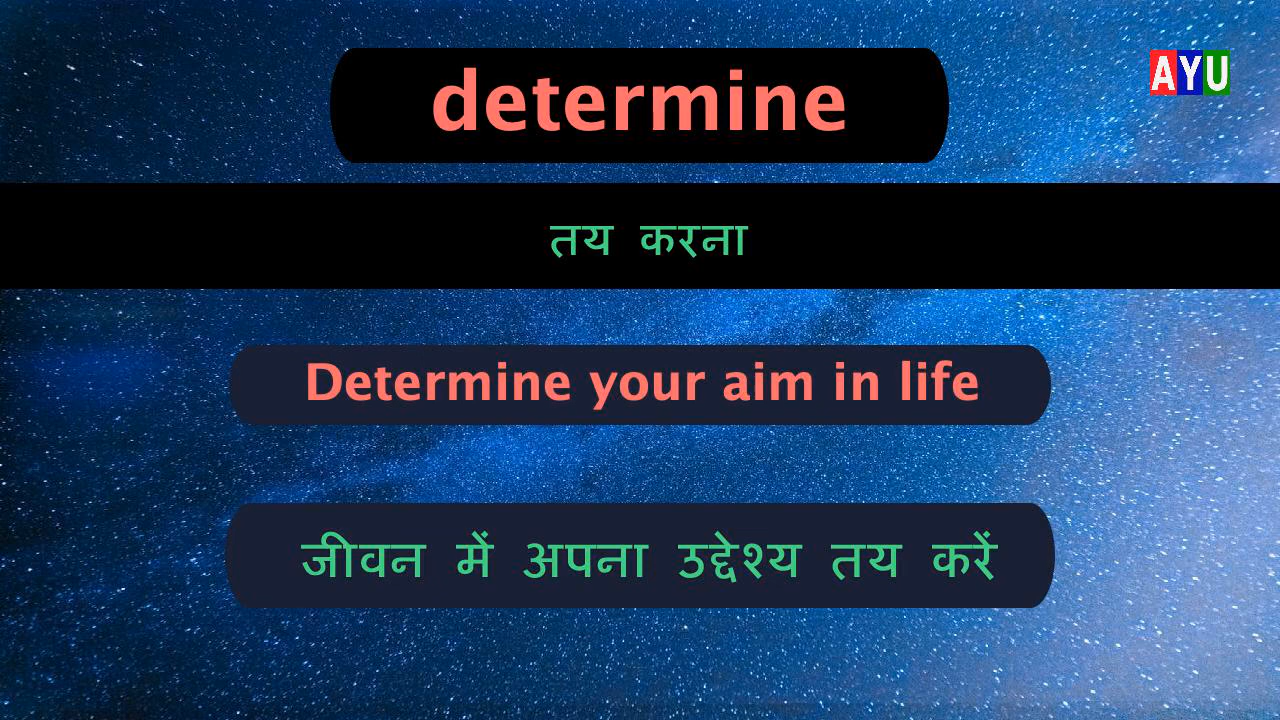 determine
AYU
तय करना
Determine your aim in life
जीवन में अपना उद्देश्य तय करें